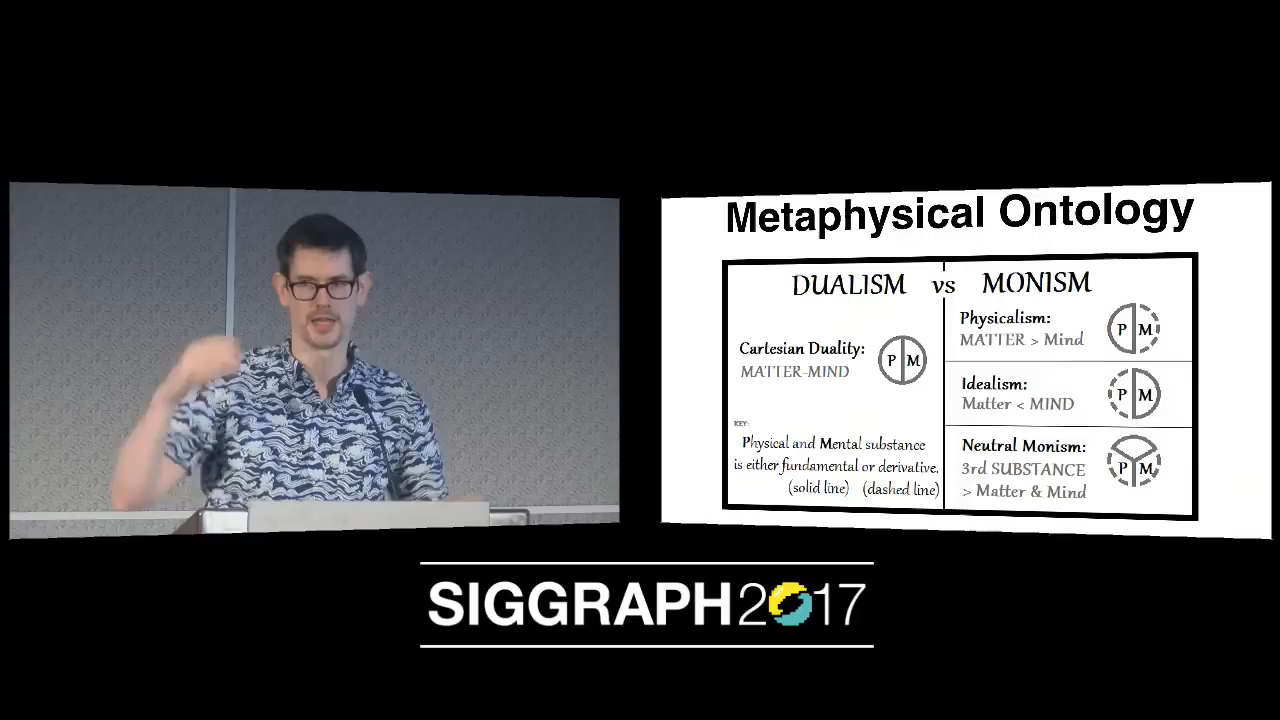 Metaphysical Ontology
DUALISM vs MONISM
Cartesian Duality:
MATTER-MIND
P M
KEY:
Physical and Mental substance
is either fundamental or derivative.
(solid line) (dashed line)
Physicalism:
MATTER > Mind
P M
Idealism:
Matter < MIND
P M
Neutral Monism:
3rd SUBSTANCE
> Matter & Mind
P M
SIGGRAPH2017